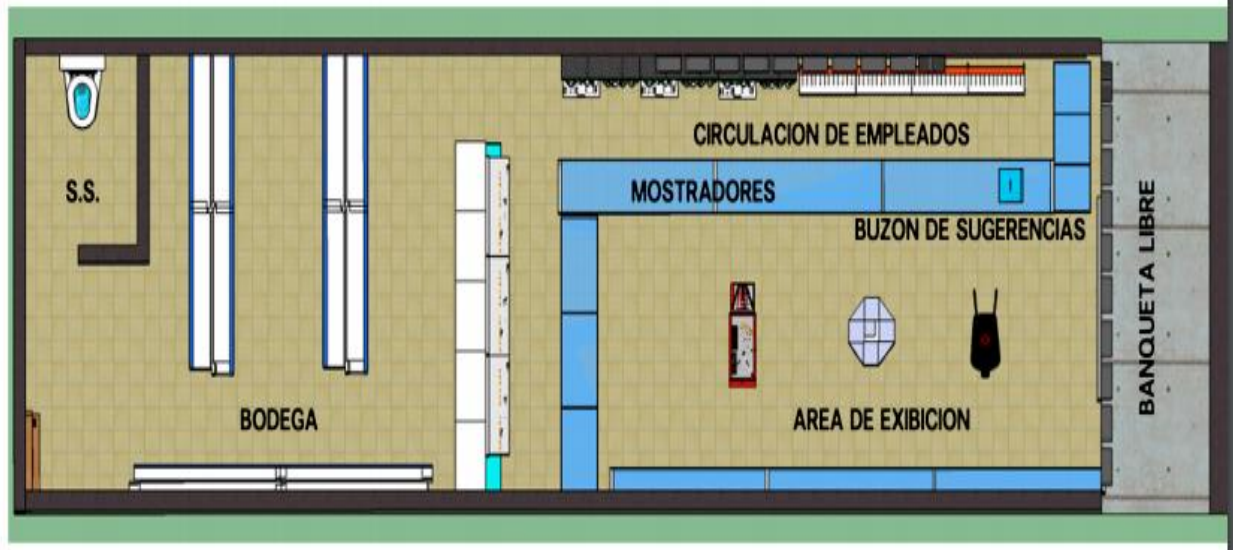 CIRCULACION DE EMPLEADOS
S.S.
MOSTRADORES
BUZON DE SUGERENCIAS
BANQUETA LIBRE
BODEGA
AREA DE EXIBICION